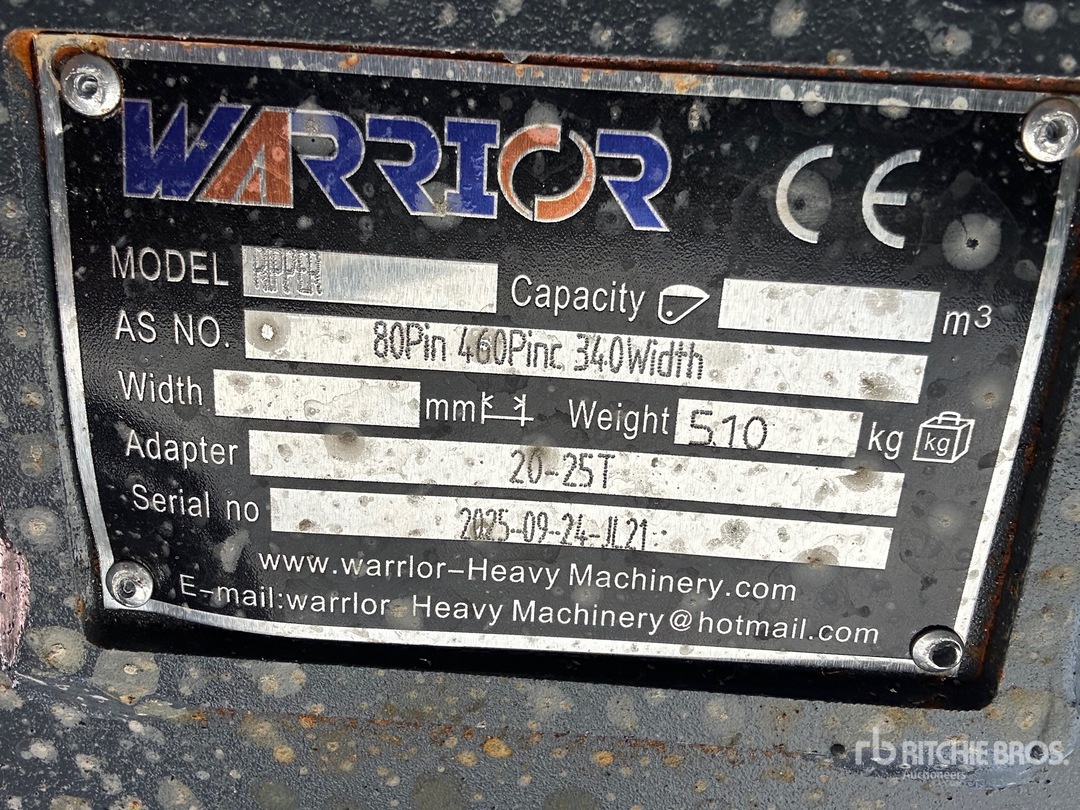 WARRIOR CE
MODEL RIPPER Capacity m³
AS NO. 80Pin 460Pinc 340Width
Width mm Weight 510 kg kg
Adapter 20-25T
Serial no 2025-09-24-JL21
www.warrlor-Heavy Machinery.com
E-mail:warrlor Heavy Machinery@hotmail.com
rb RITCHIE BROS.
Auctioneers